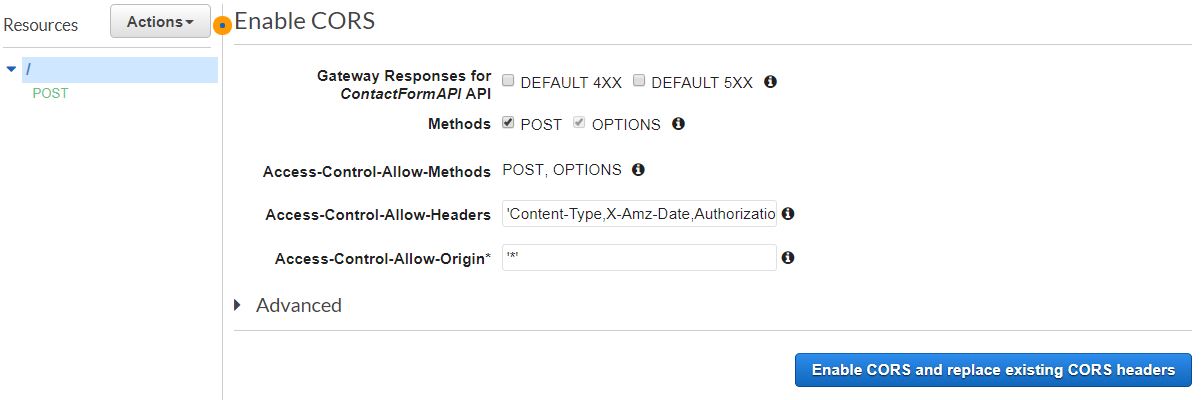 Resources
Actions
Enable CORS
/
POST
Gateway Responses for
ContactFormAPI API
DEFAULT 4XX
DEFAULT 5XX
Methods
POST
OPTIONS
Access-Control-Allow-Methods
POST, OPTIONS
Access-Control-Allow-Headers
'Content-Type,X-Amz-Date,Authorizatio
Access-Control-Allow-Origin*
'*'
Advanced
Enable CORS and replace existing CORS headers